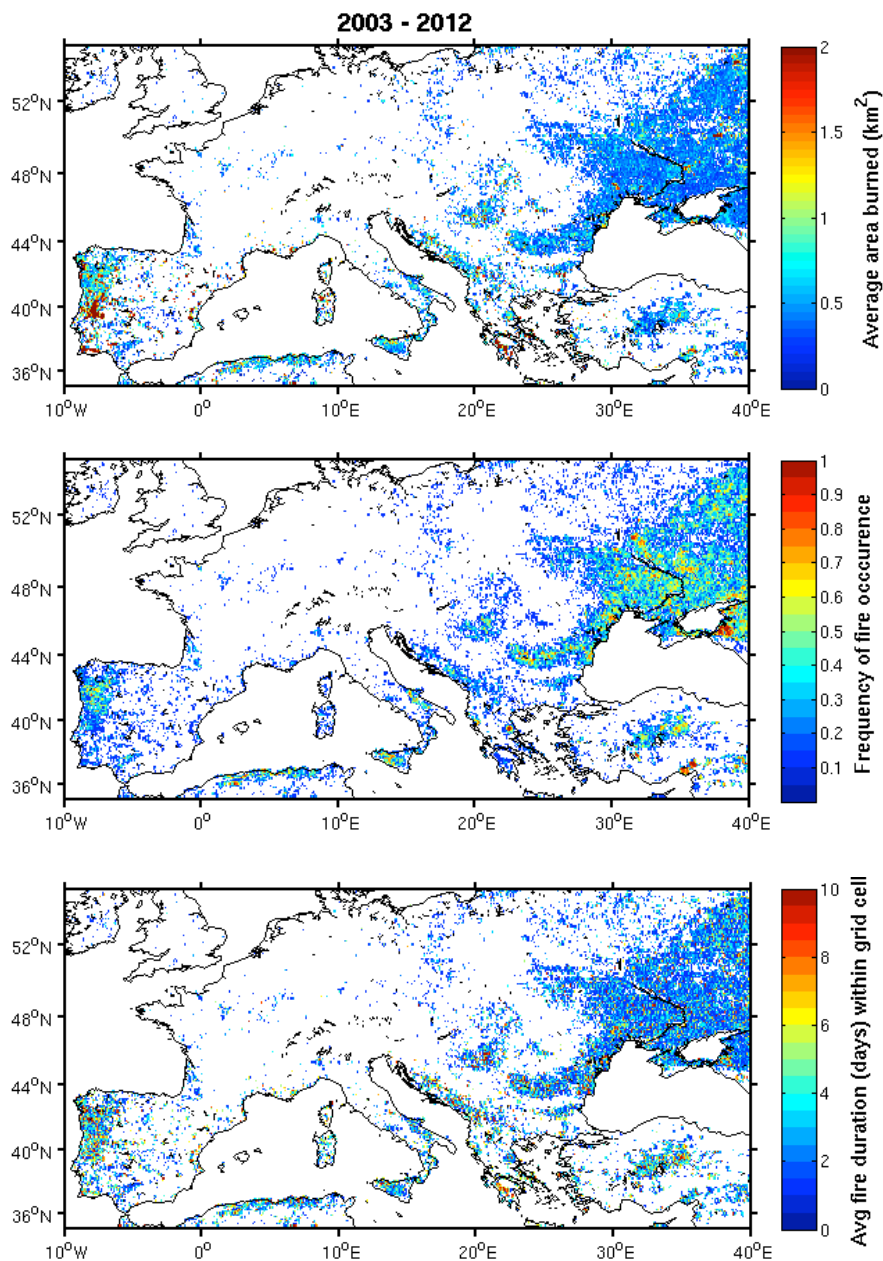 2003 - 2012
52°N
48°N
44°N
40°N
36°N
10°W
0°
10°E
20°E
30°E
40°E
2
1.5
1
0.5
0
Average area burned (km²)
52°N
48°N
44°N
40°N
36°N
10°W
0°
10°E
20°E
30°E
40°E
1
0.9
0.8
0.7
0.6
0.5
0.4
0.3
0.2
0.1
Frequency of fire occcurence
52°N
48°N
44°N
40°N
36°N
10°W
0°
10°E
20°E
30°E
40°E
10
8
6
4
2
0
Avg fire duration (days) within grid cell